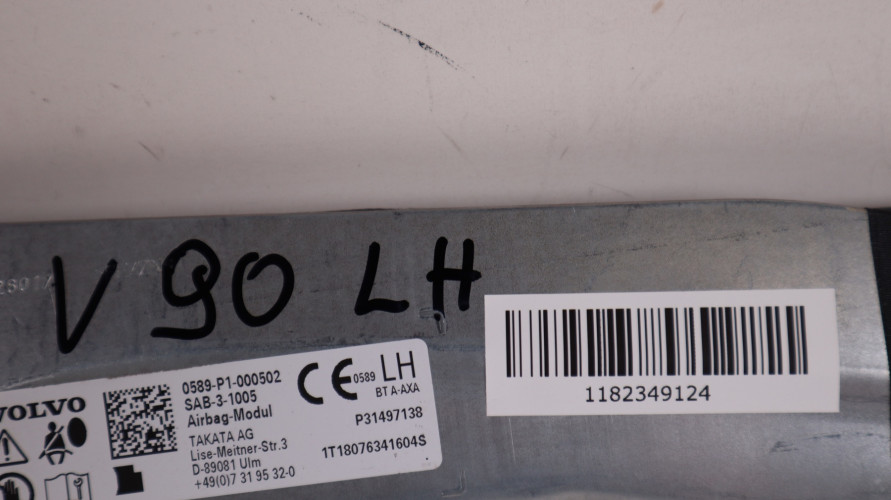 V 90 LH
1182349124
VOLVO
0589-P1-000502
SAB-3-1005
Airbag-Modul
TAKATA AG
Lise-Meitner-Str.3
D-89081 Ulm
+49(0)7 31 95 32-0
CE 0589 LH
BT A-AXA
P31497138
1T18076341604S